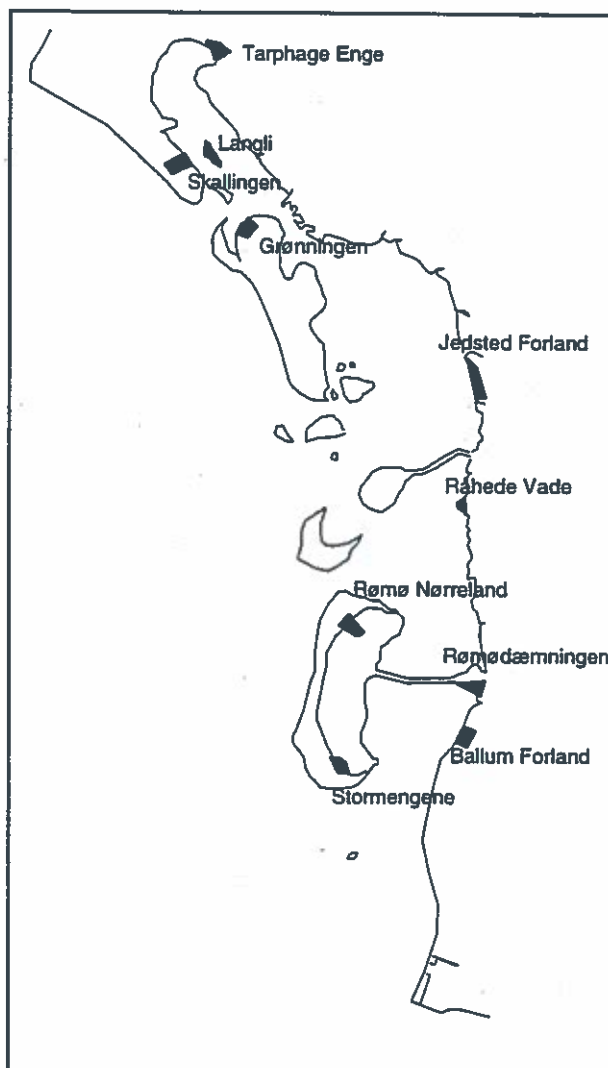 Tarphage Enge
Langli
Skallingen
Grønningen
Jedsted Forland
Råhede Vade
Rømø Nørreland
Rømødæmningen
Ballum Forland
Stormengene